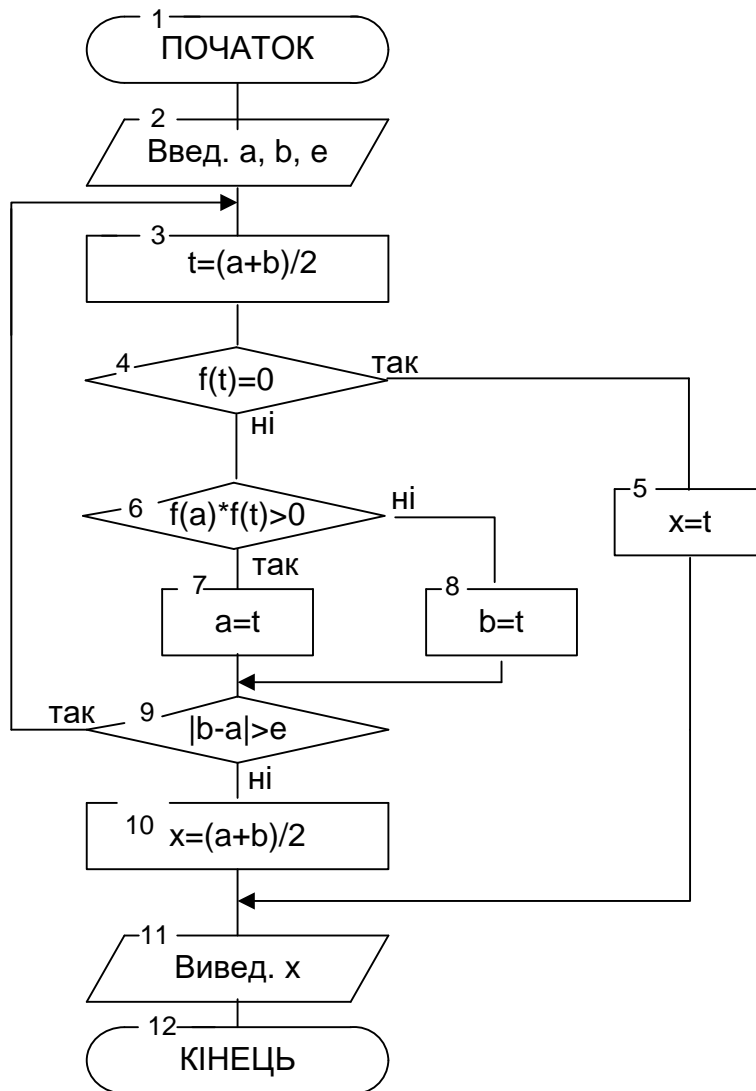 1
ПОЧАТОК
2
Введ. a, b, e
3
t=(a+b)/2
4
f(t)=0
так
ні
5
x=t
6
f(a)*f(t)>0
ні
так
7
a=t
8
b=t
9
|b-a|>e
так
ні
10
x=(a+b)/2
11
Вивед. x
12
КІНЕЦЬ